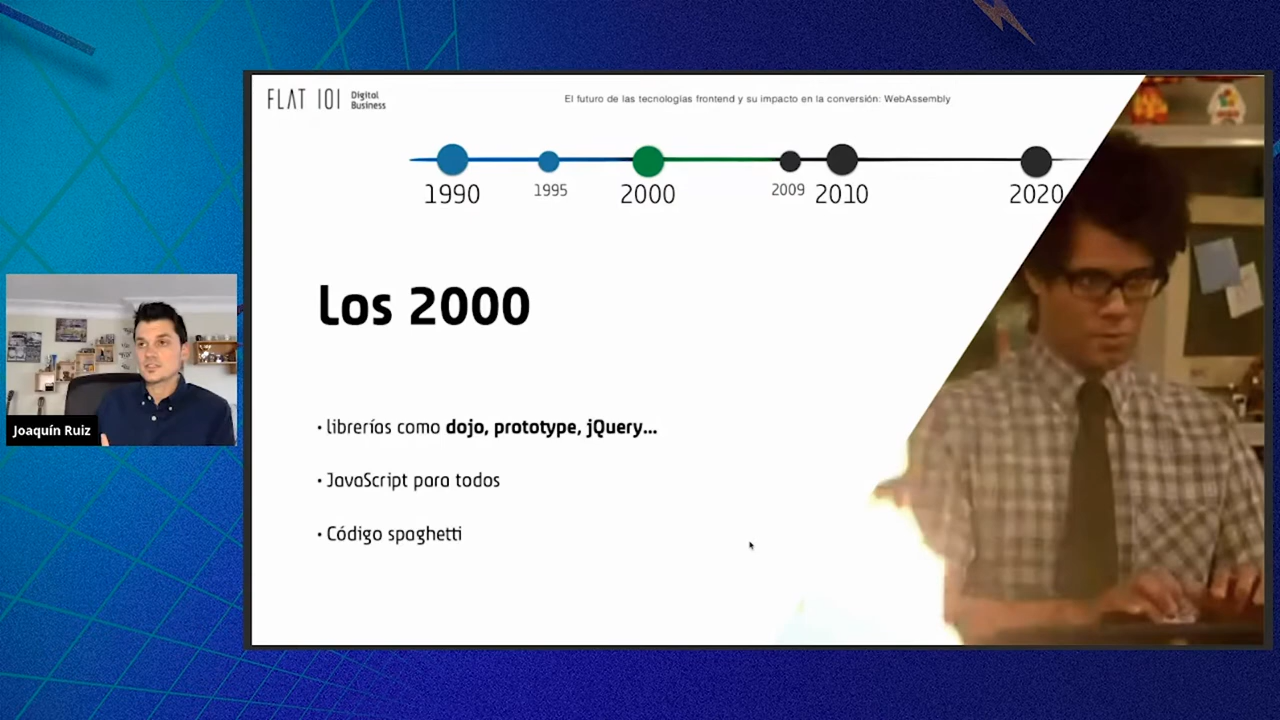 FLAT 101 Digital Business
El futuro de las tecnologías frontend y su impacto en la conversión: WebAssembly
1990 1995 2000 2009 2010 2020
Los 2000
• librerías como dojo, prototype, jQuery...
• JavaScript para todos
• Código spaghetti
Joaquín Ruiz